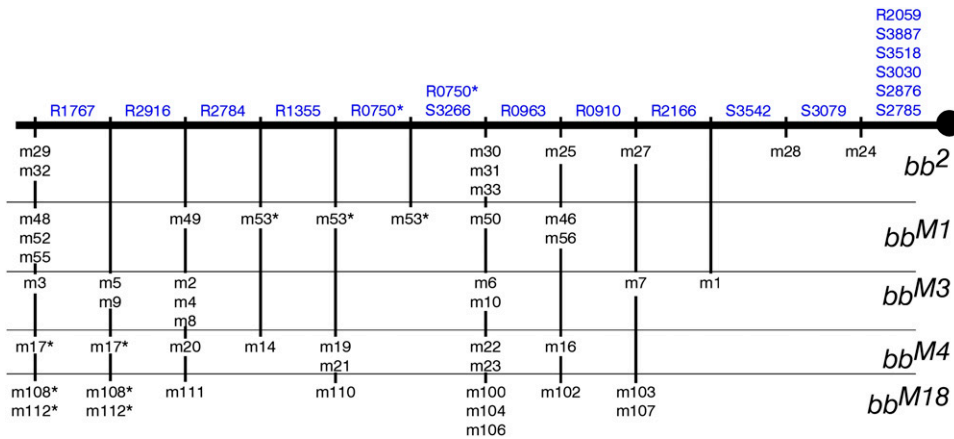 R2059
S3887
S3518
S3030
R0750* S2876
R1767 R2916 R2784 R1355 R0750* S3266 R0963 R0910 R2166 S3542 S3079 S2785
m29 m30 m25 m27 m28 m24
m32 m31 bb2
m33
m48 m49 m53* m53* m53* m50 m46
m52 m56 bbM1
m55
m3 m5 m2 m6 m7 m1
m9 m4 m10 bbM3
m8
m17* m17* m20 m14 m19 m22 m16
m21 m23 bbM4
m108* m108* m111 m110 m100 m102 m103
m112* m112* m104 m107 bbM18
m106